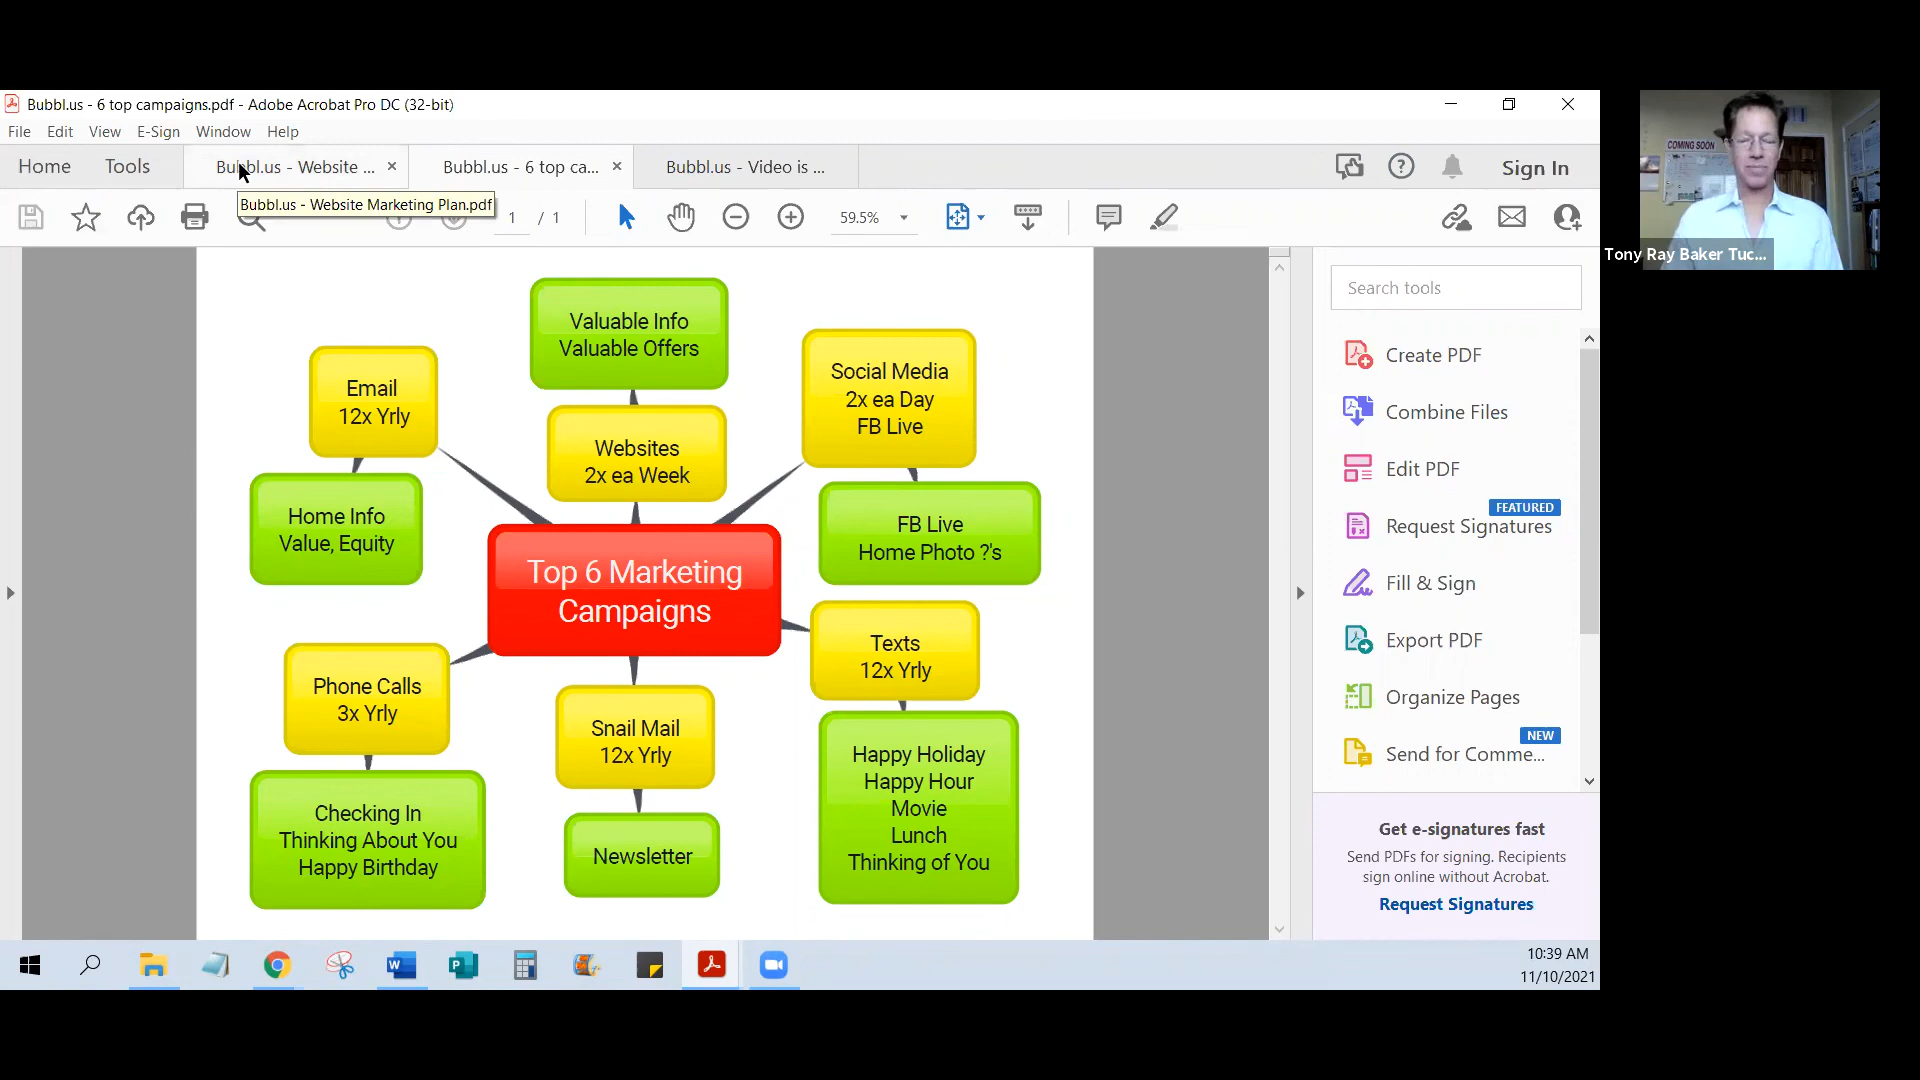 Bubbl.us - 6 top campaigns.pdf - Adobe Acrobat Pro DC (32-bit)
File Edit View E-Sign Window Help
Home Tools Bubbl.us - Website ... Bubbl.us - 6 top ca... Bubbl.us - Video is ... Sign In
Bubbl.us - Website Marketing Plan.pdf
1 / 1 59.5%
COMING SOON
Tony Ray Baker Tuc...
Valuable Info
Valuable Offers
Email
12x Yrly
Websites
2x ea Week
Social Media
2x ea Day
FB Live
Home Info
Value, Equity
FB Live
Home Photo ?'s
Top 6 Marketing
Campaigns
Texts
12x Yrly
Phone Calls
3x Yrly
Snail Mail
12x Yrly
Happy Holiday
Happy Hour
Movie
Lunch
Thinking of You
Checking In
Thinking About You
Happy Birthday
Newsletter
Search tools
Create PDF
Combine Files
Edit PDF
FEATURED
Request Signatures
Fill & Sign
Export PDF
Organize Pages
NEW
Send for Comme...
Get e-signatures fast
Send PDFs for signing. Recipients
sign online without Acrobat.
Request Signatures
10:39 AM
11/10/2021